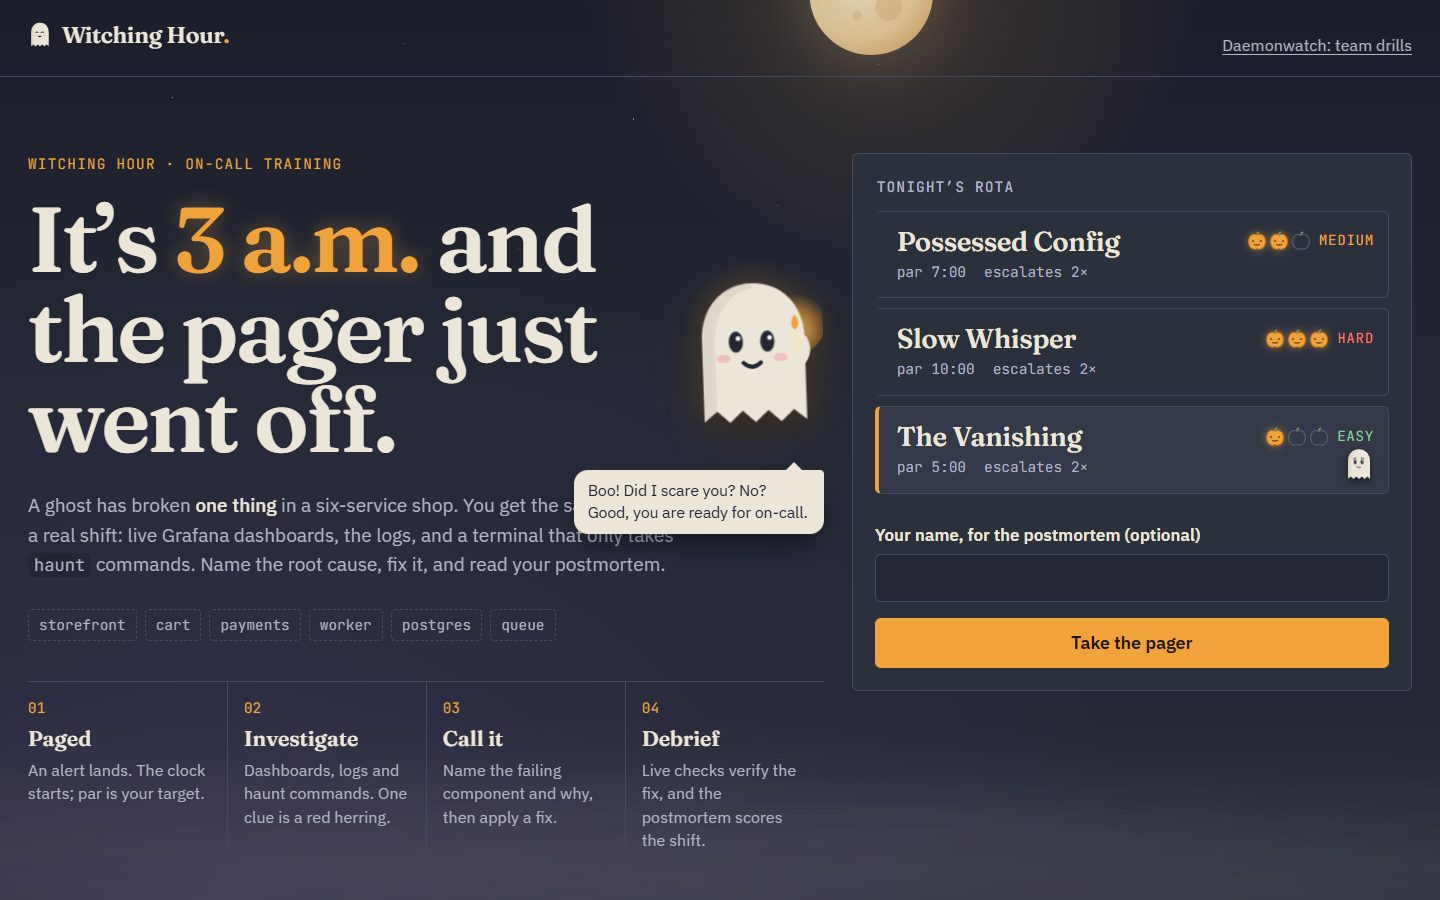 Witching Hour.
Daemonwatch: team drills
WITCHING HOUR · ON-CALL TRAINING
It’s 3 a.m. and
the pager just
went off.
Boo! Did I scare you? No?
Good, you are ready for on-call.
A ghost has broken one thing in a six-service shop. You get the
a real shift: live Grafana dashboards, the logs, and a terminal that only takes
haunt commands. Name the root cause, fix it, and read your postmortem.
storefront
cart
payments
worker
postgres
queue
01
Paged
An alert lands. The clock
starts; par is your target.
02
Investigate
Dashboards, logs and
haunt commands. One
clue is a red herring.
03
Call it
Name the failing
component and why,
then apply a fix.
04
Debrief
Live checks verify the
fix, and the
postmortem scores
the shift.
TONIGHT’S ROTA
Possessed Config
MEDIUM
par 7:00 escalates 2×
Slow Whisper
HARD
par 10:00 escalates 2×
The Vanishing
EASY
par 5:00 escalates 2×
Your name, for the postmortem (optional)
Take the pager